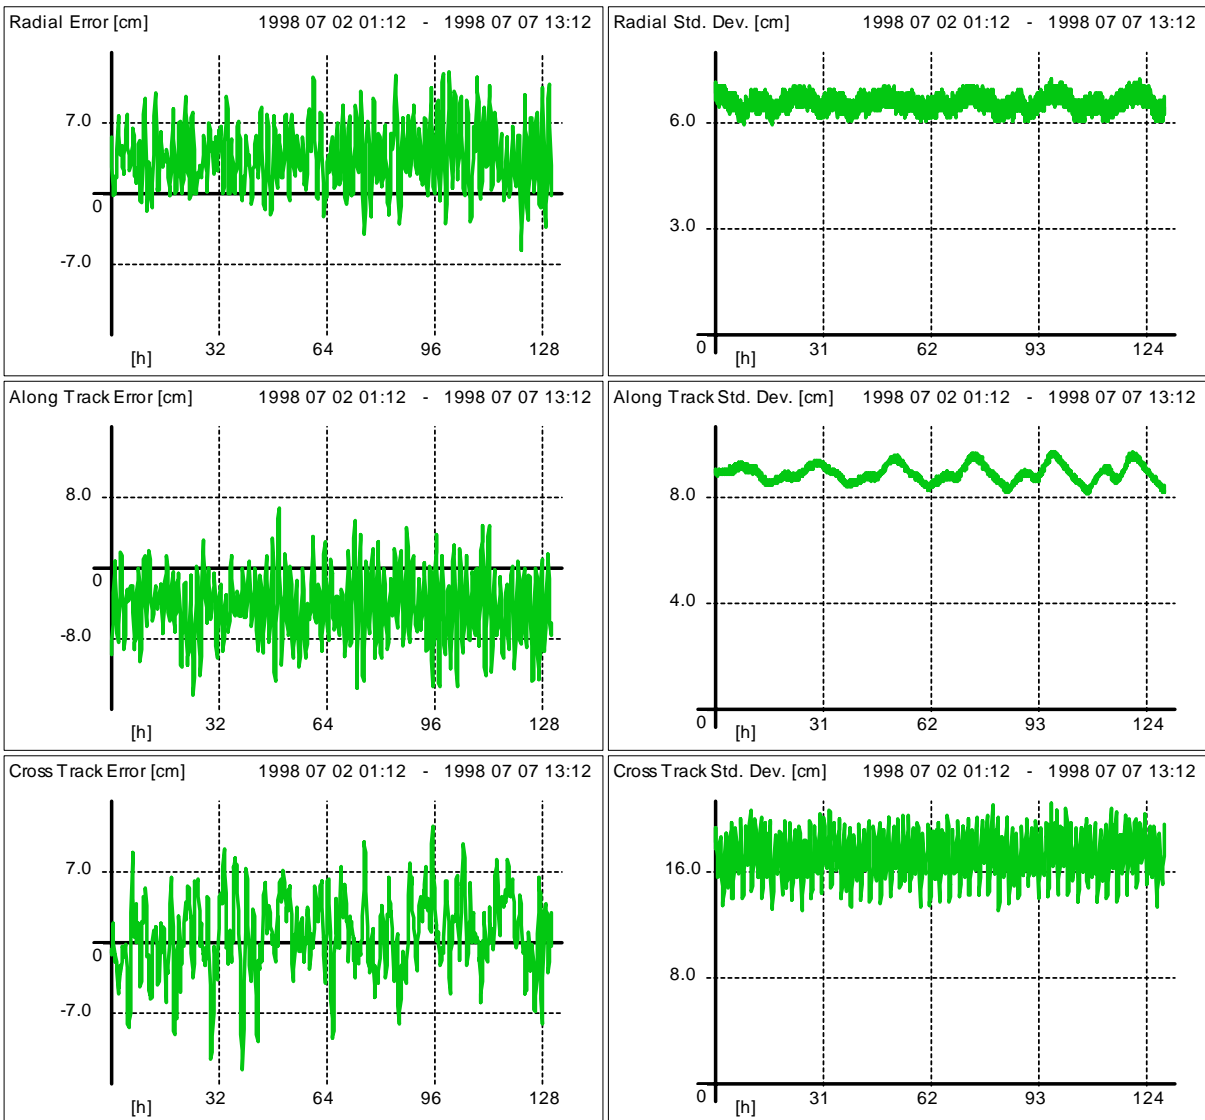 Radial Error [cm] 1998 07 02 01:12 - 1998 07 07 13:12
7.0
0
-7.0
32 64 96 128
[h]
Radial Std. Dev. [cm] 1998 07 02 01:12 - 1998 07 07 13:12
6.0
3.0
0
31 62 93 124
[h]
Along Track Error [cm] 1998 07 02 01:12 - 1998 07 07 13:12
8.0
0
-8.0
32 64 96 128
[h]
Along Track Std. Dev. [cm] 1998 07 02 01:12 - 1998 07 07 13:12
8.0
4.0
0
31 62 93 124
[h]
Cross Track Error [cm] 1998 07 02 01:12 - 1998 07 07 13:12
7.0
0
-7.0
32 64 96 128
[h]
Cross Track Std. Dev. [cm] 1998 07 02 01:12 - 1998 07 07 13:12
16.0
8.0
0
31 62 93 124
[h]